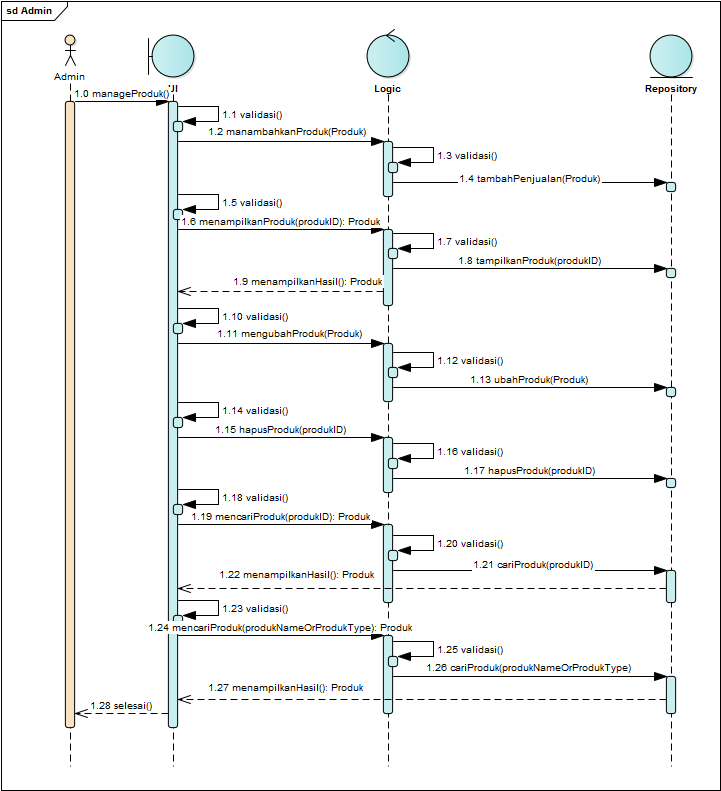 sd Admin
Admin
UI
Logic
Repository
1.0 manageProduk()
1.1 validasi()
1.2 manambahkanProduk(Produk)
1.3 validasi()
1.4 tambahPenjualan(Produk)
1.5 validasi()
1.6 menampilkanProduk(produkID): Produk
1.7 validasi()
1.8 tampilkanProduk(produkID)
1.9 menampilkanHasil(): Produk
1.10 validasi()
1.11 mengubahProduk(Produk)
1.12 validasi()
1.13 ubahProduk(Produk)
1.14 validasi()
1.15 hapusProduk(produkID)
1.16 validasi()
1.17 hapusProduk(produkID)
1.18 validasi()
1.19 mencariProduk(produkID): Produk
1.20 validasi()
1.21 cariProduk(produkID)
1.22 menampilkanHasil(): Produk
1.23 validasi()
1.24 mencariProduk(produkNameOrProdukType): Produk
1.25 validasi()
1.26 cariProduk(produkNameOrProdukType)
1.27 menampilkanHasil(): Produk
1.28 selesai()